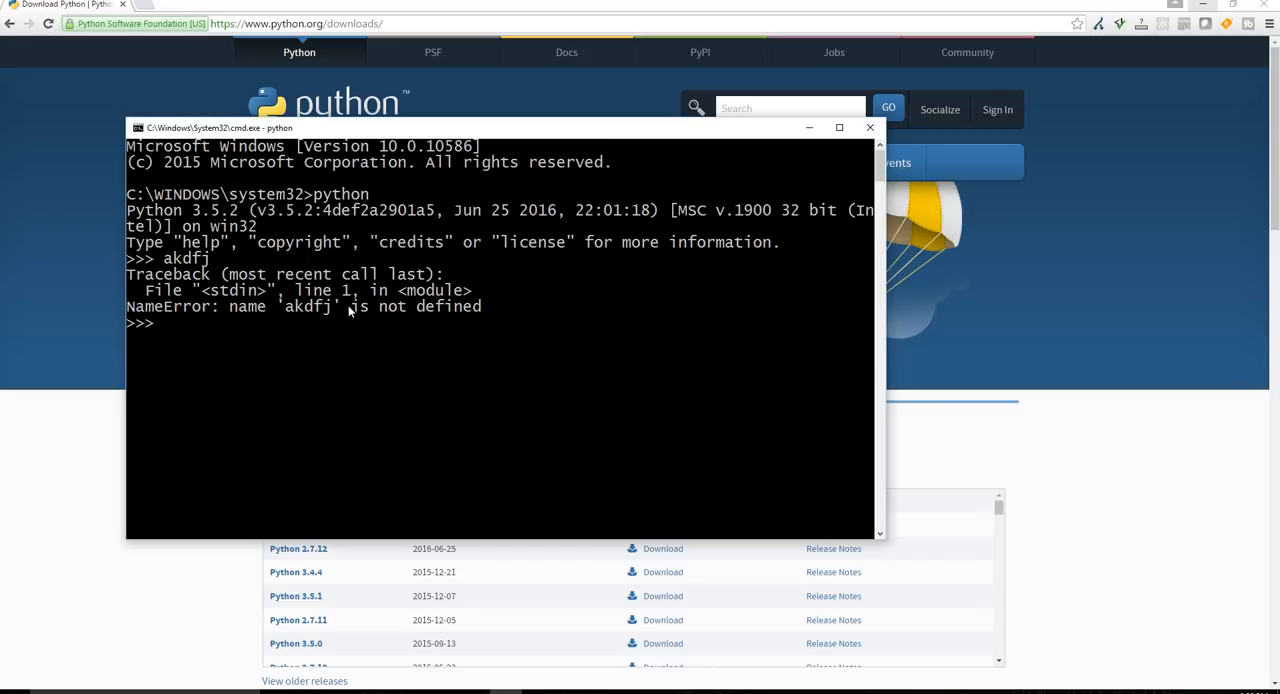 Download Python | Pytho
Python Software Foundation [US]
https://www.python.org/downloads/
Python
PSF
Docs
PyPI
Jobs
Community
python™
Search
GO
Socialize
Sign In
C:\Windows\System32\cmd.exe - python
Microsoft Windows [Version 10.0.10586]
(c) 2015 Microsoft Corporation. All rights reserved.
C:\WINDOWS\system32>python
Python 3.5.2 (v3.5.2:4def2a2901a5, Jun 25 2016, 22:01:18) [MSC v.1900 32 bit (In
tel)] on win32
Type "help", "copyright", "credits" or "license" for more information.
>>> akdfj
Traceback (most recent call last):
  File "<stdin>", line 1, in <module>
NameError: name 'akdfj' is not defined
>>>
vents
Python 2.7.12 2016-06-25 Download Release Notes
Python 3.4.4 2015-12-21 Download Release Notes
Python 3.5.1 2015-12-07 Download Release Notes
Python 2.7.11 2015-12-05 Download Release Notes
Python 3.5.0 2015-09-13 Download Release Notes
View older releases